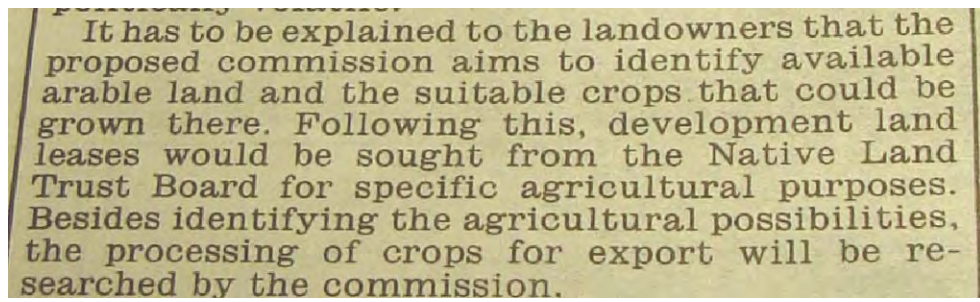 It has to be explained to the landowners that the
proposed commission aims to identify available
arable land and the suitable crops that could be
grown there. Following this, development land
leases would be sought from the Native Land
Trust Board for specific agricultural purposes.
Besides identifying the agricultural possibilities,
the processing of crops for export will be re-
searched by the commission.